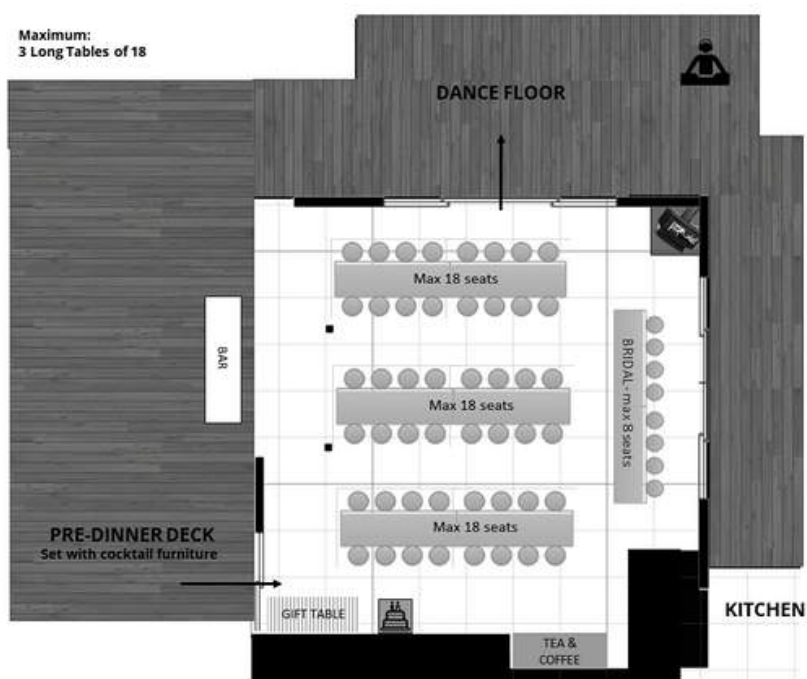 Maximum:
3 Long Tables of 18
DANCE FLOOR
Max 18 seats
BAR
BRIDAL - max 8 seats
Max 18 seats
Max 18 seats
PRE-DINNER DECK
Set with cocktail furniture
GIFT TABLE
TEA &
COFFEE
KITCHEN